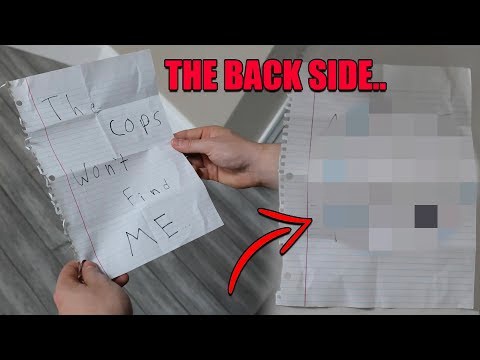 THE BACK SIDE..
The
COPS
Won't
Find
ME